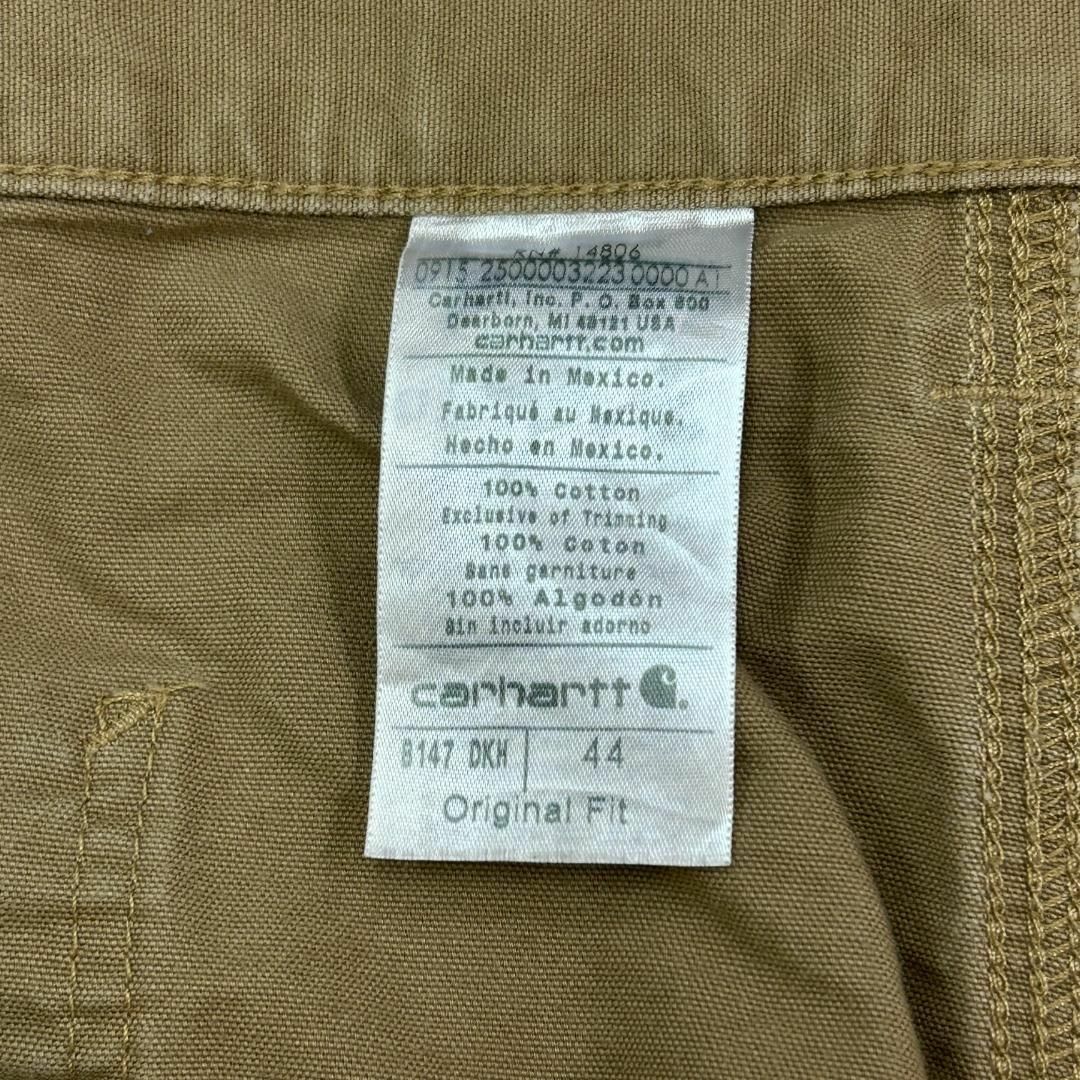 RN# 14806
0915 2500003223 0000 A1
Carhartt, Inc. P. O. Box 600
Dearborn, MI 48121 USA
carhartt.com
Made in Mexico.
Fabriqué au Mexique.
Hecho en Mexico.
100% Cotton
Exclusive of Trimming
100% Coton
Sans garniture
100% Algodón
Sin incluir adorno
carhartt
B147 DKH 44
Original Fit